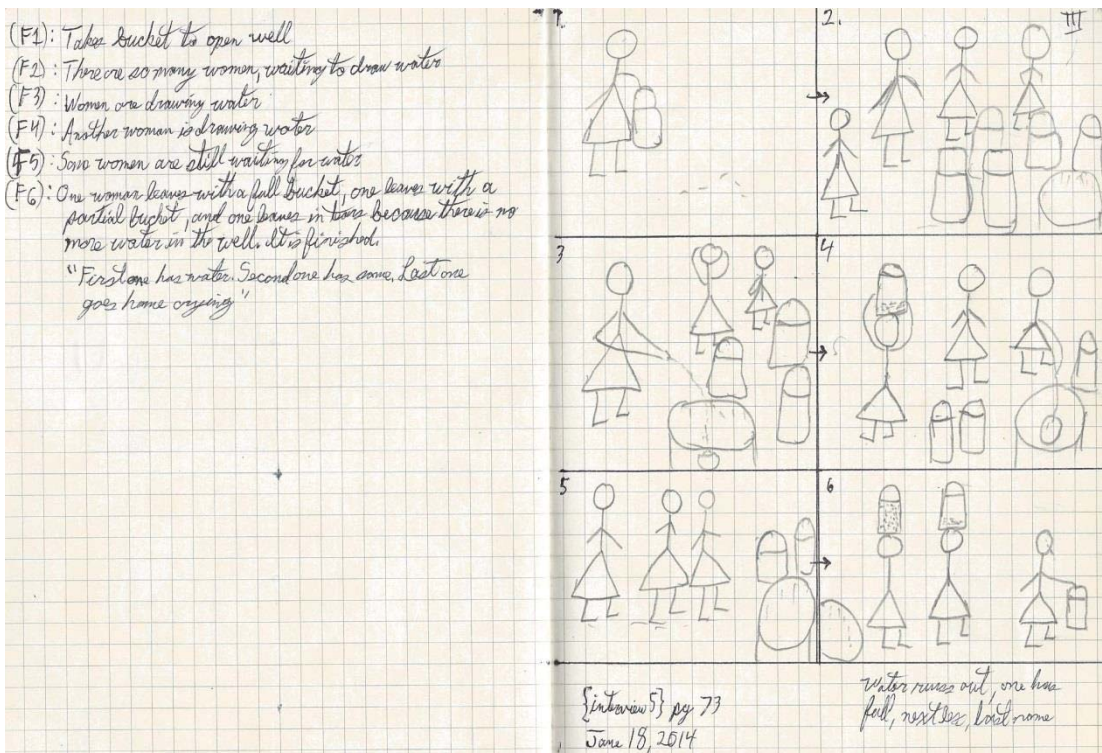 (F1): Takes bucket to open well
(F2): There are so many women, waiting to draw water
(F3): Women are drawing water
(F4): Another woman is drawing water
(F5): Some women are still waiting for water
(F6): One woman leaves with a full bucket, one leaves with a
partial bucket, and one leaves in tears because there is no
more water in the well. It is finished.
"First one has water. Second one has some. Last one
goes home crying"
1.
2.
III
3
4
5
6
{interview 5} pg 73
June 18, 2014
Water runs out, one has
full, next less, last none